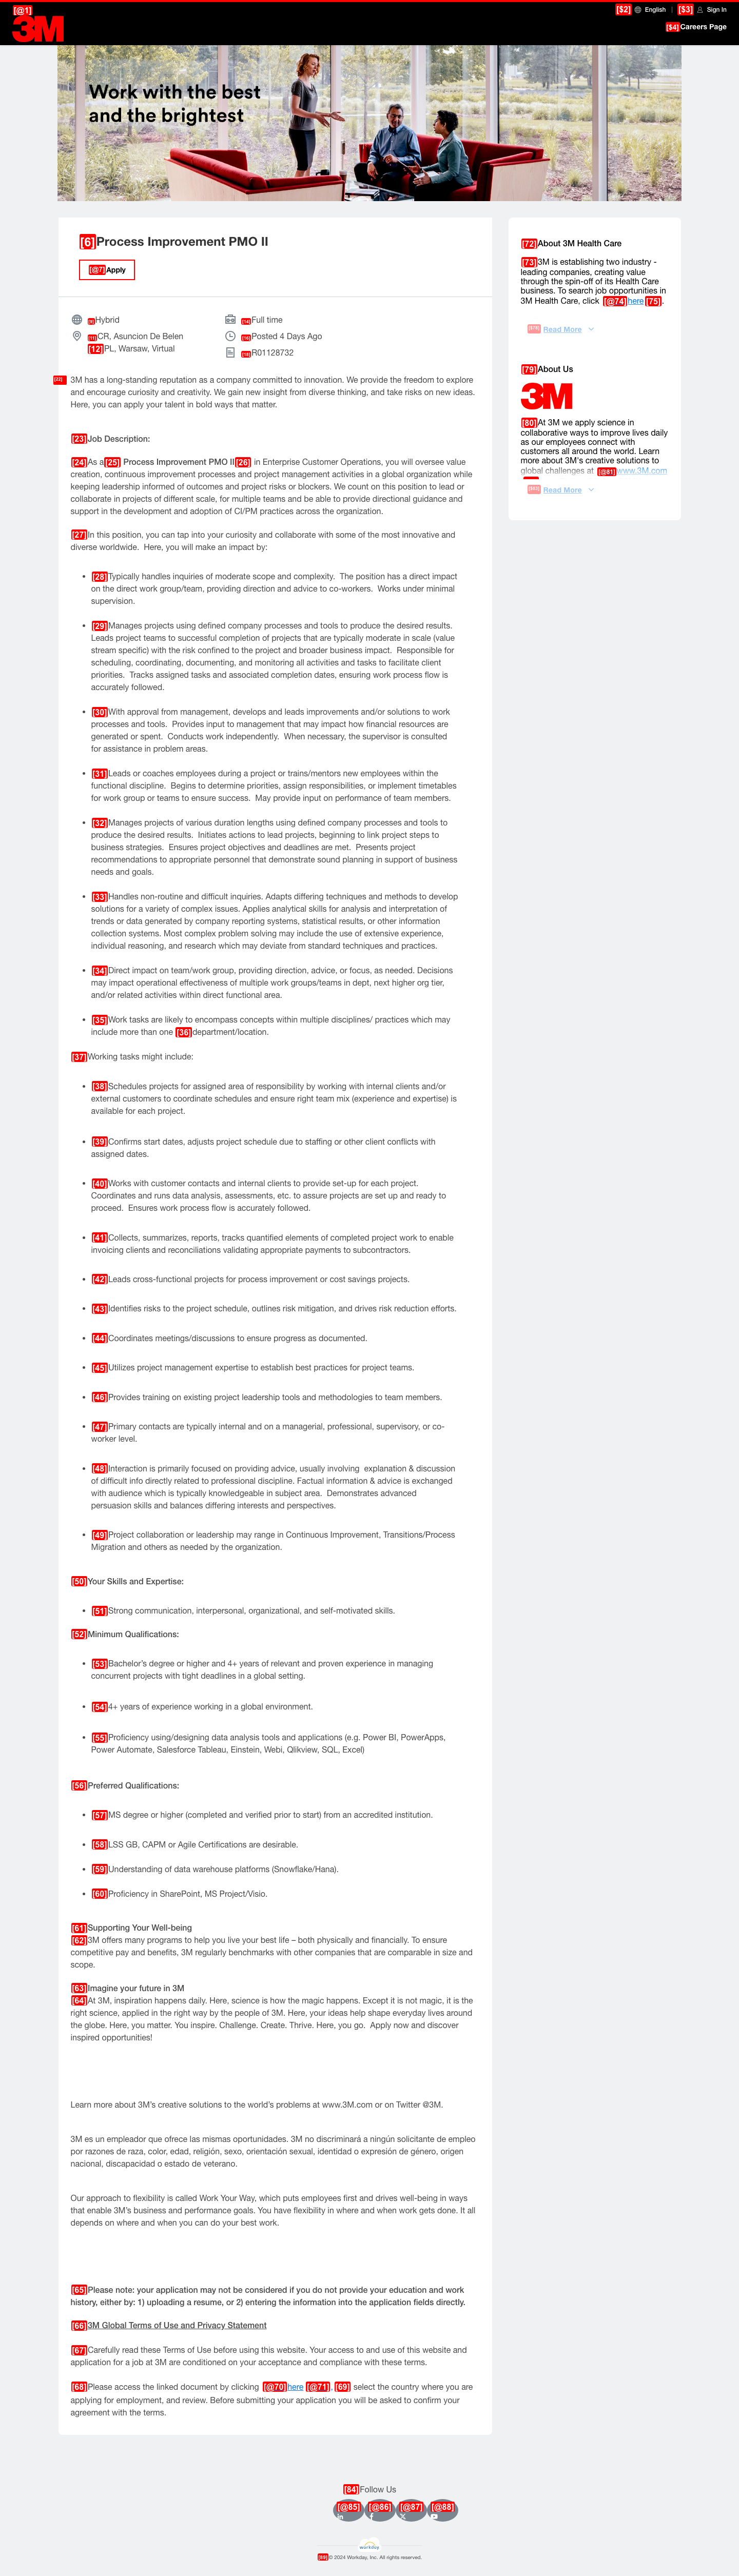 [@1]
3M
[$2] English | [$3] Sign In
[$4] Careers Page
Work with the best
and the brightest
[6]Process Improvement PMO II
[@7]Apply
Hybrid
CR, Asuncion De Belen
[12]PL, Warsaw, Virtual
Full time
Posted 4 Days Ago
R01128732
[22] 3M has a long-standing reputation as a company committed to innovation. We provide the freedom to explore
and encourage curiosity and creativity. We gain new insight from diverse thinking, and take risks on new ideas.
Here, you can apply your talent in bold ways that matter.
[23]Job Description:
[24]As a[25] Process Improvement PMO II[26] in Enterprise Customer Operations, you will oversee value
creation, continuous improvement processes and project management activities in a global organization while
keeping leadership informed of outcomes and project risks or blockers. We count on this position to lead or
collaborate in projects of different scale, for multiple teams and be able to provide directional guidance and
support in the development and adoption of CI/PM practices across the organization.
[27]In this position, you can tap into your curiosity and collaborate with some of the most innovative and
diverse worldwide. Here, you will make an impact by:
• [28]Typically handles inquiries of moderate scope and complexity. The position has a direct impact
on the direct work group/team, providing direction and advice to co-workers. Works under minimal
supervision.
• [29]Manages projects using defined company processes and tools to produce the desired results.
Leads project teams to successful completion of projects that are typically moderate in scale (value
stream specific) with the risk confined to the project and broader business impact. Responsible for
scheduling, coordinating, documenting, and monitoring all activities and tasks to facilitate client
priorities. Tracks assigned tasks and associated completion dates, ensuring work process flow is
accurately followed.
• [30]With approval from management, develops and leads improvements and/or solutions to work
processes and tools. Provides input to management that may impact how financial resources are
generated or spent. Conducts work independently. When necessary, the supervisor is consulted
for assistance in problem areas.
• [31]Leads or coaches employees during a project or trains/mentors new employees within the
functional discipline. Begins to determine priorities, assign responsibilities, or implement timetables
for work group or teams to ensure success. May provide input on performance of team members.
• [32]Manages projects of various duration lengths using defined company processes and tools to
produce the desired results. Initiates actions to lead projects, beginning to link project steps to
business strategies. Ensures project objectives and deadlines are met. Presents project
recommendations to appropriate personnel that demonstrate sound planning in support of business
needs and goals.
• [33]Handles non-routine and difficult inquiries. Adapts differing techniques and methods to develop
solutions for a variety of complex issues. Applies analytical skills for analysis and interpretation of
trends or data generated by company reporting systems, statistical results, or other information
collection systems. Most complex problem solving may include the use of extensive experience,
individual reasoning, and research which may deviate from standard techniques and practices.
• [34]Direct impact on team/work group, providing direction, advice, or focus, as needed. Decisions
may impact operational effectiveness of multiple work groups/teams in dept, next higher org tier,
and/or related activities within direct functional area.
• [35]Work tasks are likely to encompass concepts within multiple disciplines/ practices which may
include more than one [36]department/location.
[37]Working tasks might include:
• [38]Schedules projects for assigned area of responsibility by working with internal clients and/or
external customers to coordinate schedules and ensure right team mix (experience and expertise) is
available for each project.
• [39]Confirms start dates, adjusts project schedule due to staffing or other client conflicts with
assigned dates.
• [40]Works with customer contacts and internal clients to provide set-up for each project.
Coordinates and runs data analysis, assessments, etc. to assure projects are set up and ready to
proceed. Ensures work process flow is accurately followed.
• [41]Collects, summarizes, reports, tracks quantified elements of completed project work to enable
invoicing clients and reconciliations validating appropriate payments to subcontractors.
• [42]Leads cross-functional projects for process improvement or cost savings projects.
• [43]Identifies risks to the project schedule, outlines risk mitigation, and drives risk reduction efforts.
• [44]Coordinates meetings/discussions to ensure progress as documented.
• [45]Utilizes project management expertise to establish best practices for project teams.
• [46]Provides training on existing project leadership tools and methodologies to team members.
• [47]Primary contacts are typically internal and on a managerial, professional, supervisory, or co-
worker level.
• [48]Interaction is primarily focused on providing advice, usually involving explanation & discussion
of difficult info directly related to professional discipline. Factual information & advice is exchanged
with audience which is typically knowledgeable in subject area. Demonstrates advanced
persuasion skills and balances differing interests and perspectives.
• [49]Project collaboration or leadership may range in Continuous Improvement, Transitions/Process
Migration and others as needed by the organization.
[50]Your Skills and Expertise:
• [51]Strong communication, interpersonal, organizational, and self-motivated skills.
[52]Minimum Qualifications:
• [53]Bachelor's degree or higher and 4+ years of relevant and proven experience in managing
concurrent projects with tight deadlines in a global setting.
• [54]4+ years of experience working in a global environment.
• [55]Proficiency using/designing data analysis tools and applications (e.g. Power BI, PowerApps,
Power Automate, Salesforce Tableau, Einstein, Webi, Qlikview, SQL, Excel)
[56]Preferred Qualifications:
• [57]MS degree or higher (completed and verified prior to start) from an accredited institution.
• [58]LSS GB, CAPM or Agile Certifications are desirable.
• [59]Understanding of data warehouse platforms (Snowflake/Hana).
• [60]Proficiency in SharePoint, MS Project/Visio.
[61]Supporting Your Well-being
[62]3M offers many programs to help you live your best life – both physically and financially. To ensure
competitive pay and benefits, 3M regularly benchmarks with other companies that are comparable in size and
scope.
[63]Imagine your future in 3M
[64]At 3M, inspiration happens daily. Here, science is how the magic happens. Except it is not magic, it is the
right science, applied in the right way by the people of 3M. Here, your ideas help shape everyday lives around
the globe. Here, you matter. You inspire. Challenge. Create. Thrive. Here, you go. Apply now and discover
inspired opportunities!
Learn more about 3M's creative solutions to the world's problems at www.3M.com or on Twitter @3M.
3M es un empleador que ofrece las mismas oportunidades. 3M no discriminará a ningún solicitante de empleo
por razones de raza, color, edad, religión, sexo, orientación sexual, identidad o expresión de género, origen
nacional, discapacidad o estado de veterano.
Our approach to flexibility is called Work Your Way, which puts employees first and drives well-being in ways
that enable 3M's business and performance goals. You have flexibility in where and when work gets done. It all
depends on where and when you can do your best work.
[65]Please note: your application may not be considered if you do not provide your education and work
history, either by: 1) uploading a resume, or 2) entering the information into the application fields directly.
[66]3M Global Terms of Use and Privacy Statement
[67]Carefully read these Terms of Use before using this website. Your access to and use of this website and
application for a job at 3M are conditioned on your acceptance and compliance with these terms.
[68]Please access the linked document by clicking [@70]here [@71], [69] select the country where you are
applying for employment, and review. Before submitting your application you will be asked to confirm your
agreement with the terms.
[72]About 3M Health Care
[73]3M is establishing two industry -
leading companies, creating value
through the spin-off of its Health Care
business. To search job opportunities in
3M Health Care, click [@74]here[75].
Read More
[79]About Us
3M
[80]At 3M we apply science in
collaborative ways to improve lives daily
as our employees connect with
customers all around the world. Learn
more about 3M's creative solutions to
global challenges at [@81]www.3M.com
Read More
[84]Follow Us
[@85] [@86] [@87] [@88]
workday
© 2024 Workday, Inc. All rights reserved.